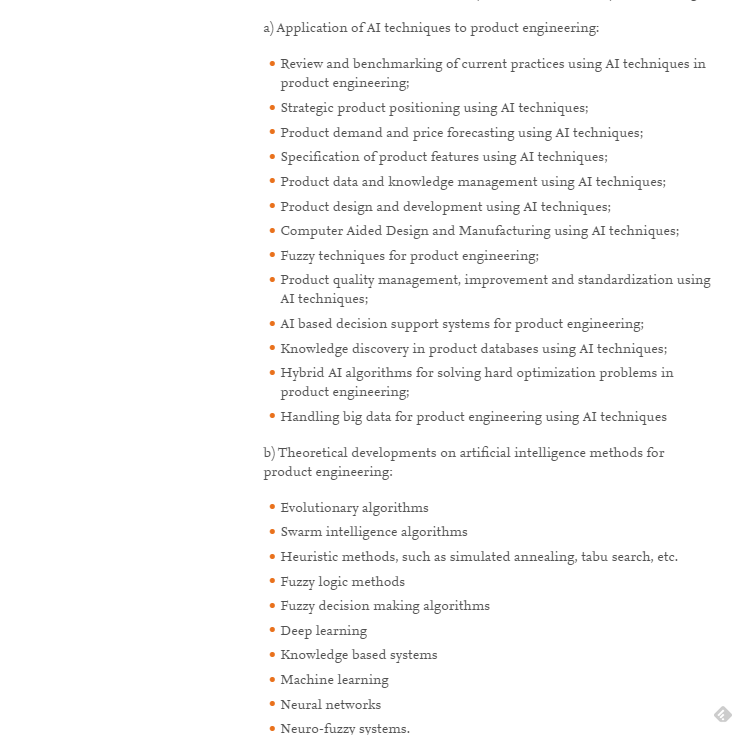 a) Application of AI techniques to product engineering:
• Review and benchmarking of current practices using AI techniques in
product engineering;
• Strategic product positioning using AI techniques;
• Product demand and price forecasting using AI techniques;
• Specification of product features using AI techniques;
• Product data and knowledge management using AI techniques;
• Product design and development using AI techniques;
• Computer Aided Design and Manufacturing using AI techniques;
• Fuzzy techniques for product engineering;
• Product quality management, improvement and standardization using
AI techniques;
• AI based decision support systems for product engineering;
• Knowledge discovery in product databases using AI techniques;
• Hybrid AI algorithms for solving hard optimization problems in
product engineering;
• Handling big data for product engineering using AI techniques
b) Theoretical developments on artificial intelligence methods for
product engineering:
• Evolutionary algorithms
• Swarm intelligence algorithms
• Heuristic methods, such as simulated annealing, tabu search, etc.
• Fuzzy logic methods
• Fuzzy decision making algorithms
• Deep learning
• Knowledge based systems
• Machine learning
• Neural networks
• Neuro-fuzzy systems.